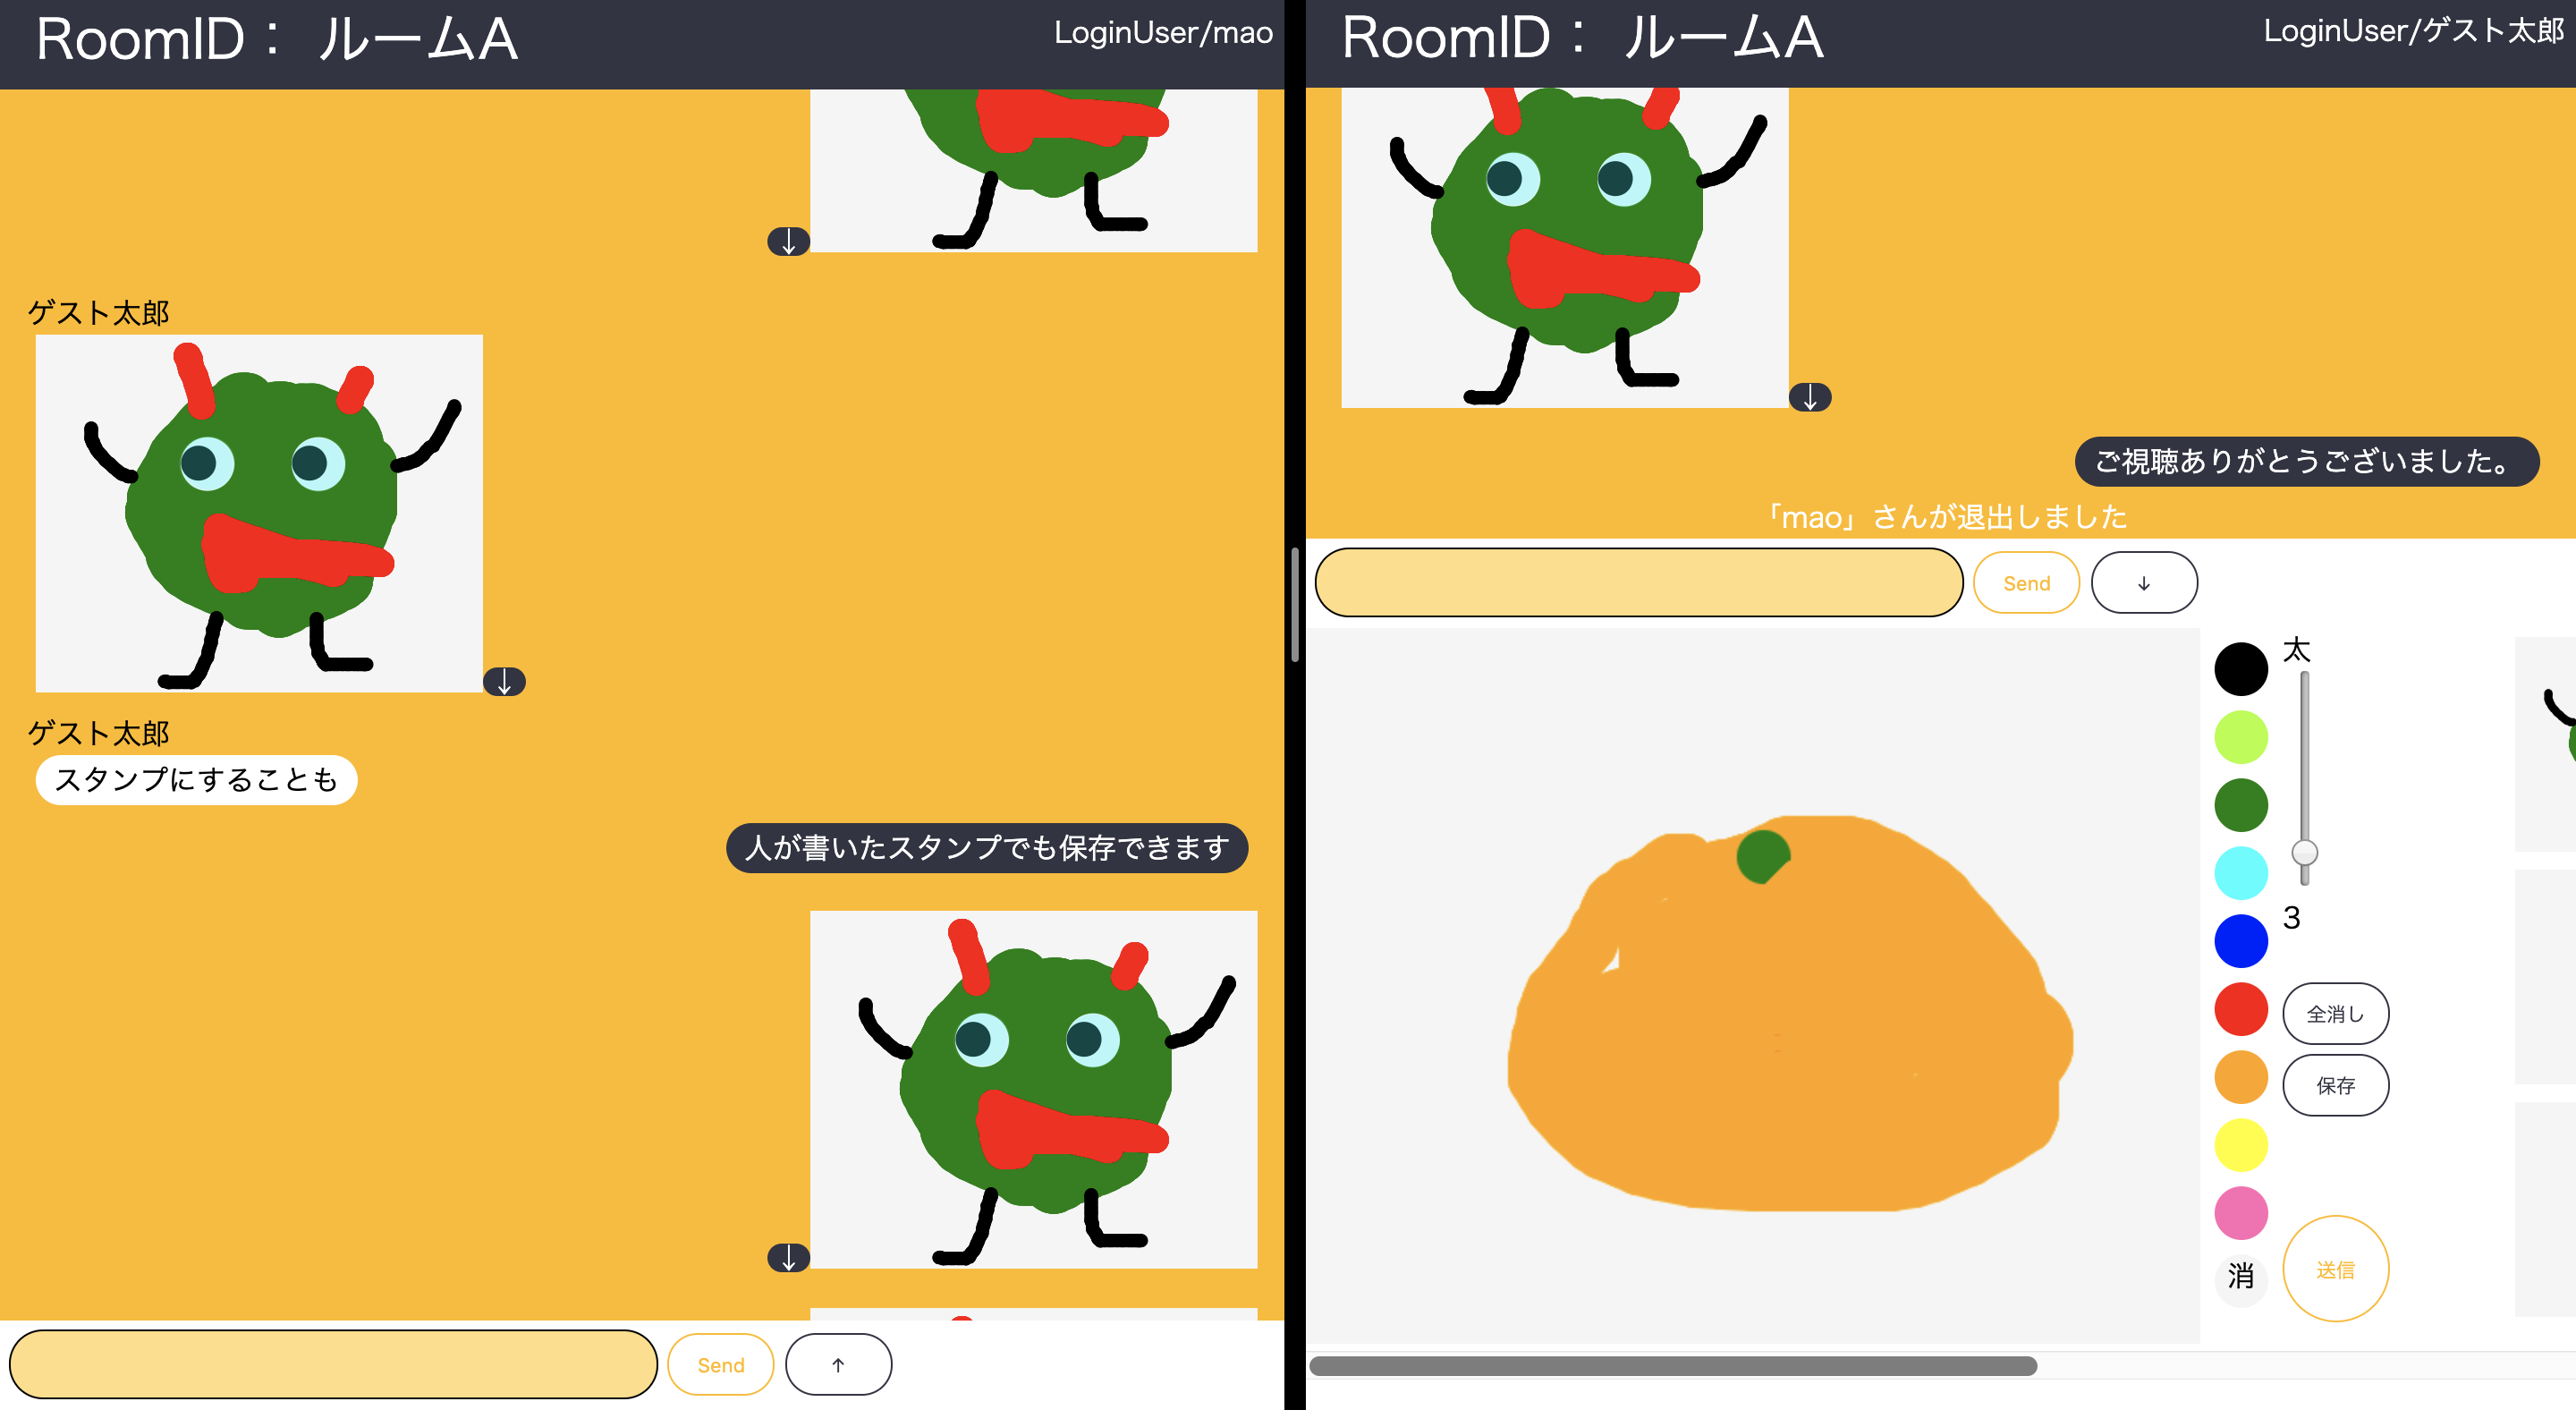 RoomID： ルームA
LoginUser/mao
↓
ゲスト太郎
↓
ゲスト太郎
スタンプにすることも
人が書いたスタンプでも保存できます
↓
Send
↑
RoomID： ルームA
LoginUser/ゲスト太郎
↓
ご視聴ありがとうございました。
「mao」さんが退出しました
Send
↓
太
3
全消し
保存
消
送信